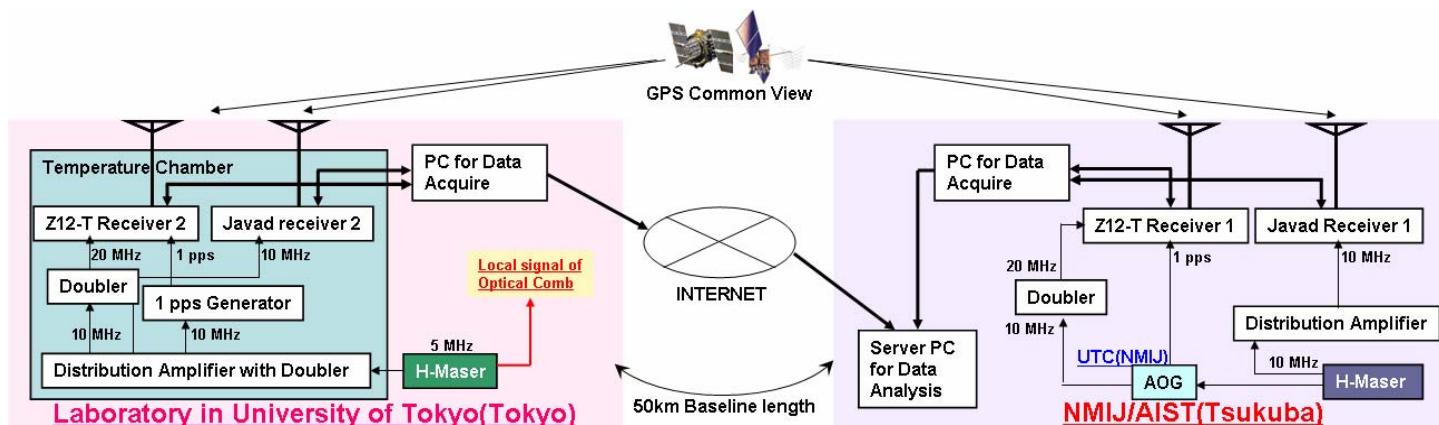 GPS Common View
Temperature Chamber
PC for Data
Acquire
Z12-T Receiver 2
Javad receiver 2
20 MHz
1 pps
10 MHz
Doubler
1 pps Generator
10 MHz
10 MHz
Distribution Amplifier with Doubler
5 MHz
H-Maser
Local signal of
Optical Comb
Laboratory in University of Tokyo(Tokyo)
INTERNET
50km Baseline length
PC for Data
Acquire
Z12-T Receiver 1
Javad Receiver 1
20 MHz
1 pps
10 MHz
Doubler
10 MHz
Distribution Amplifier
Server PC
for Data
Analysis
UTC(NMIJ)
AOG
10 MHz
H-Maser
NMIJ/AIST(Tsukuba)